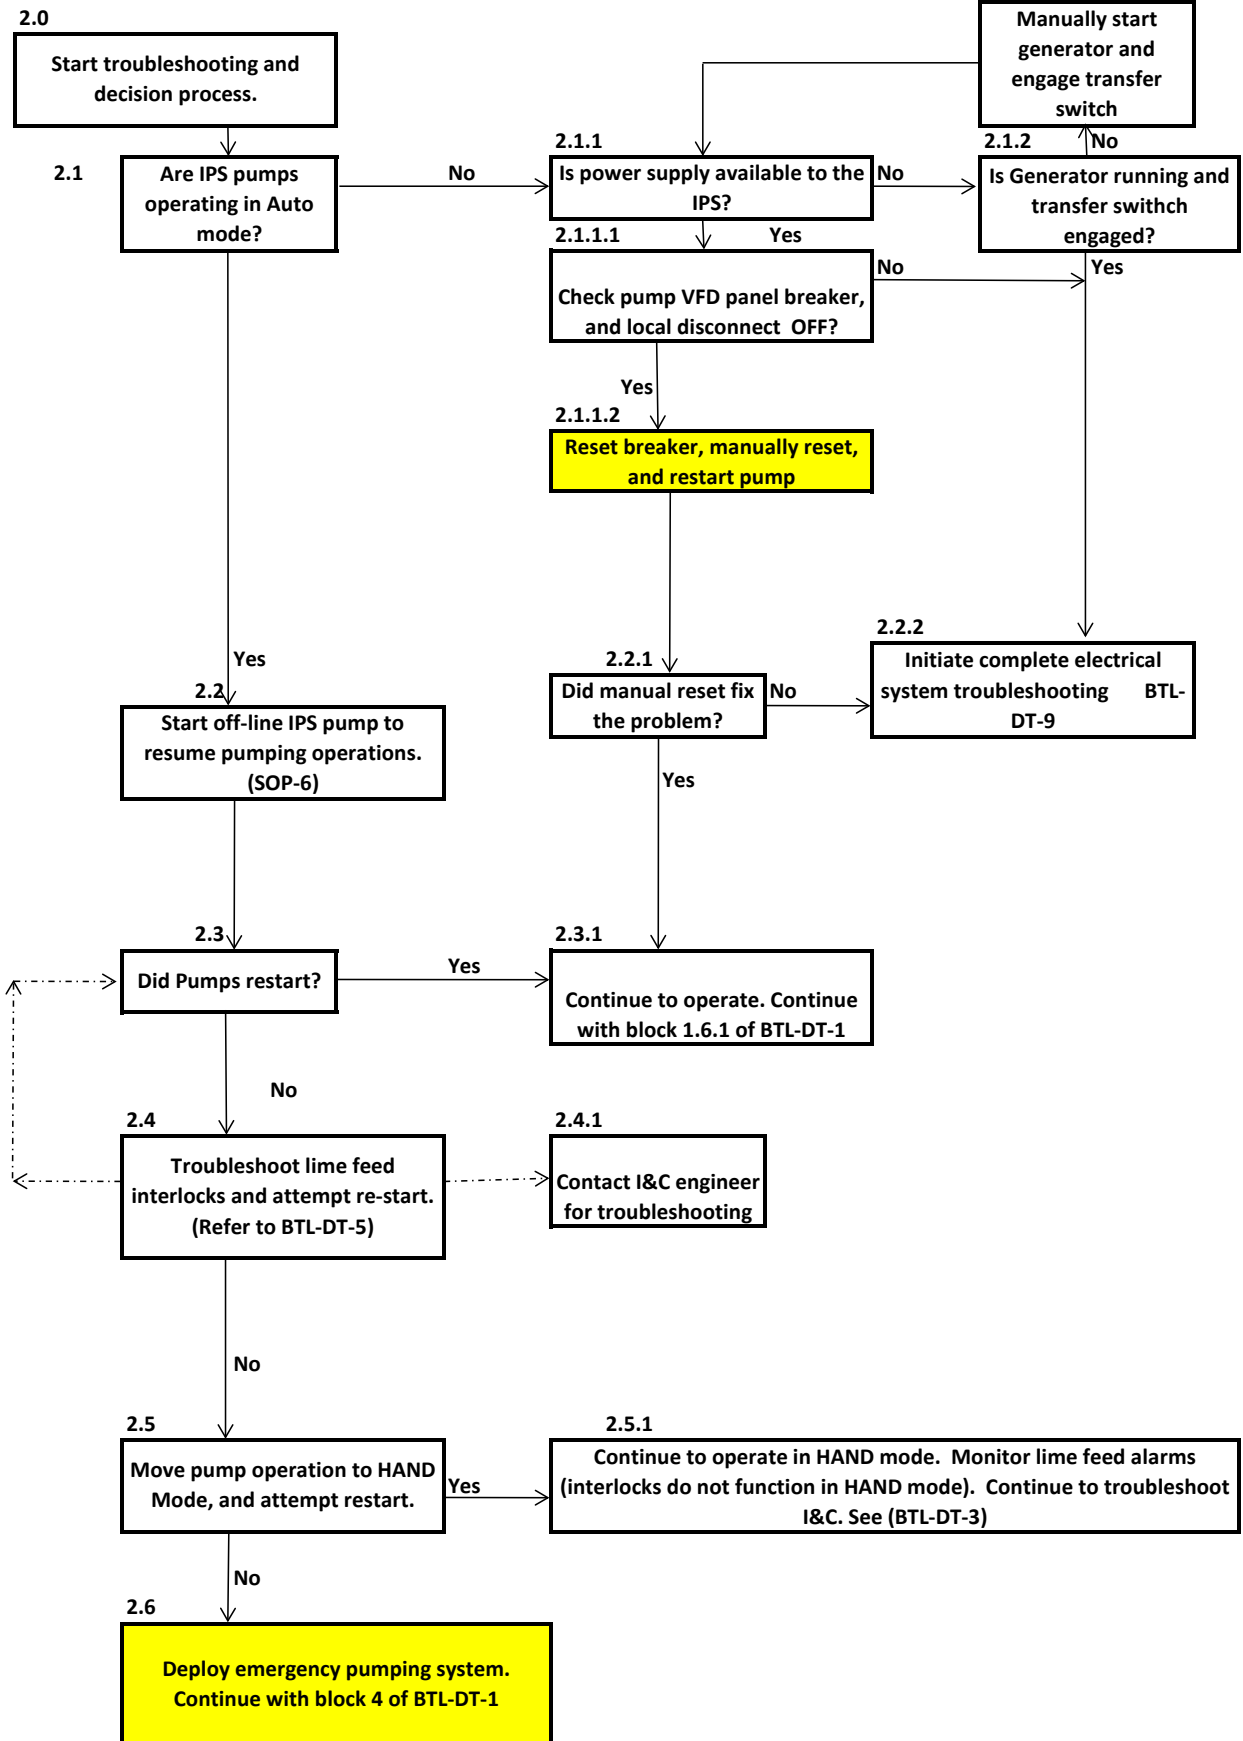 2.0
Start troubleshooting and
decision process.
Manually start
generator and
engage transfer
switch
2.1
Are IPS pumps
operating in Auto
mode?
No
2.1.1
Is power supply available to the
IPS?
No
2.1.2
No
Is Generator running and
transfer swithch
engaged?
Yes
2.1.1.1
Yes
Check pump VFD panel breaker,
and local disconnect OFF?
No
Yes
2.1.1.2
Reset breaker, manually reset,
and restart pump
Yes
2.2
Start off-line IPS pump to
resume pumping operations.
(SOP-6)
2.2.1
Did manual reset fix
the problem?
No
2.2.2
Initiate complete electrical
system troubleshooting BTL-
DT-9
Yes
2.3
Did Pumps restart?
Yes
2.3.1
Continue to operate. Continue
with block 1.6.1 of BTL-DT-1
No
2.4
Troubleshoot lime feed
interlocks and attempt re-start.
(Refer to BTL-DT-5)
2.4.1
Contact I&C engineer
for troubleshooting
No
2.5
Move pump operation to HAND
Mode, and attempt restart.
Yes
2.5.1
Continue to operate in HAND mode. Monitor lime feed alarms
(interlocks do not function in HAND mode). Continue to troubleshoot
I&C. See (BTL-DT-3)
No
2.6
Deploy emergency pumping system.
Continue with block 4 of BTL-DT-1